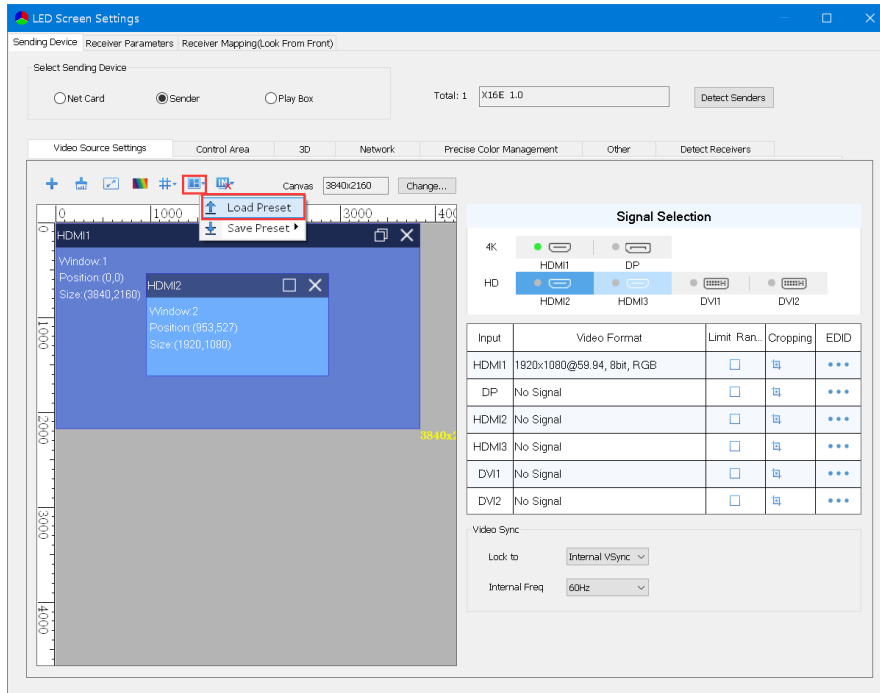 LED Screen Settings
Sending Device Receiver Parameters Receiver Mapping(Look From Front)
Select Sending Device
Net Card Sender Play Box
Total: 1 X16E 1.0 Detect Senders
Video Source Settings Control Area 3D Network Precise Color Management Other Detect Receivers
Canvas 3840x2160 Change...
Load Preset
Save Preset
0 1000 3000 400
0
1000
2000
3000
4000
HDMI1
Window:1
Position:(0,0)
Size:(3840,2160)
HDMI2
Window:2
Position:(953,527)
Size:(1920,1080)
3840x2
Signal Selection
4K
HDMI1 DP
HD
HDMI2 HDMI3 DVI1 DVI2
Input Video Format Limit Ran... Cropping EDID
HDMI1 1920x1080@59.94, 8bit, RGB
DP No Signal
HDMI2 No Signal
HDMI3 No Signal
DVI1 No Signal
DVI2 No Signal
Video Sync
Lock to Internal VSync
Internal Freq 60Hz